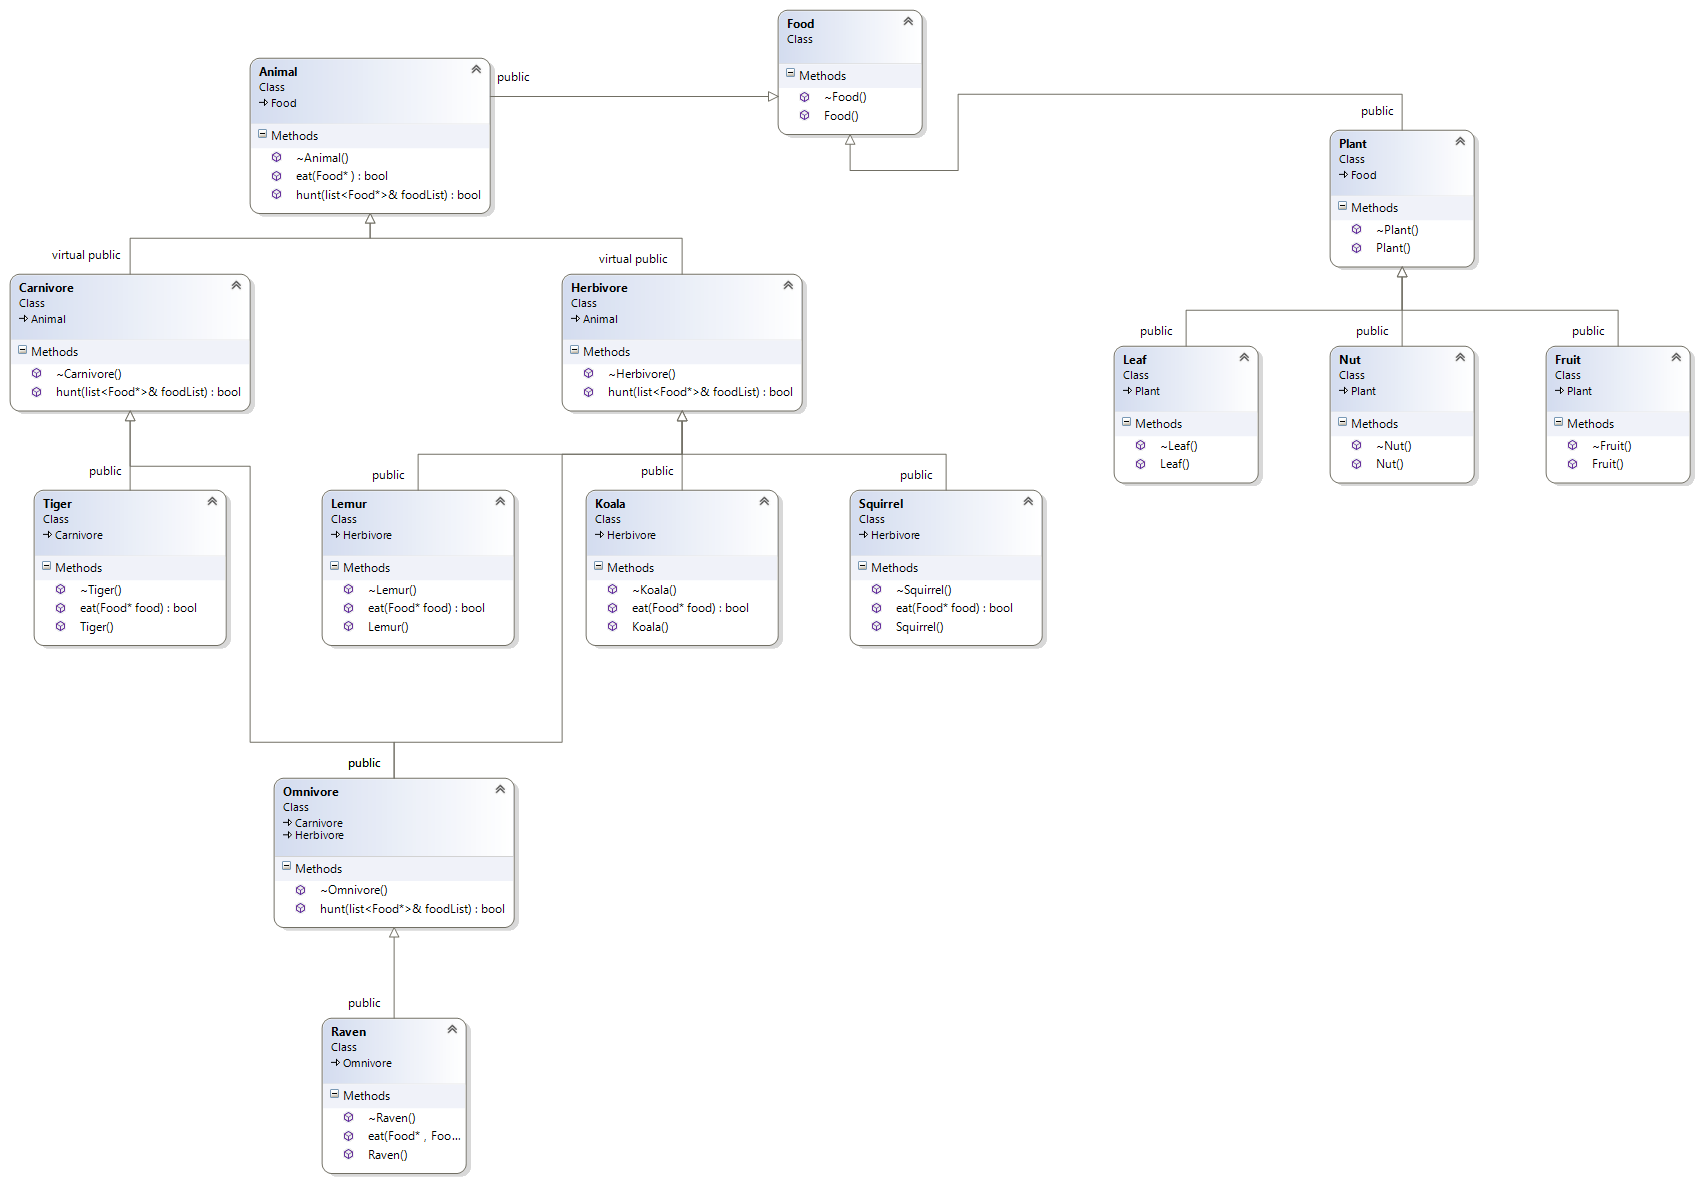 Food
Class
Methods
~Food()
Food()
Animal
Class
Food
Methods
~Animal()
eat(Food* ) : bool
hunt(list<Food*>& foodList) : bool
public
public
Plant
Class
Food
Methods
~Plant()
Plant()
virtual public
virtual public
Carnivore
Class
Animal
Methods
~Carnivore()
hunt(list<Food*>& foodList) : bool
Herbivore
Class
Animal
Methods
~Herbivore()
hunt(list<Food*>& foodList) : bool
public
public
public
Leaf
Class
Plant
Methods
~Leaf()
Leaf()
Nut
Class
Plant
Methods
~Nut()
Nut()
Fruit
Class
Plant
Methods
~Fruit()
Fruit()
public
public
public
public
Tiger
Class
Carnivore
Methods
~Tiger()
eat(Food* food) : bool
Tiger()
Lemur
Class
Herbivore
Methods
~Lemur()
eat(Food* food) : bool
Lemur()
Koala
Class
Herbivore
Methods
~Koala()
eat(Food* food) : bool
Koala()
Squirrel
Class
Herbivore
Methods
~Squirrel()
eat(Food* food) : bool
Squirrel()
public
Omnivore
Class
Carnivore
Herbivore
Methods
~Omnivore()
hunt(list<Food*>& foodList) : bool
public
Raven
Class
Omnivore
Methods
~Raven()
eat(Food* , Foo...
Raven()